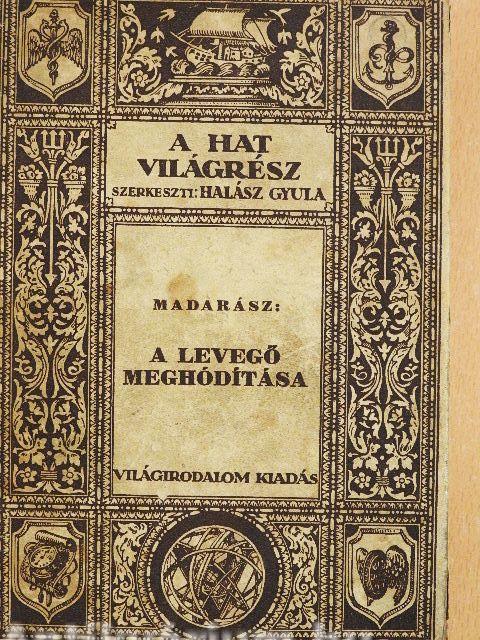 A HAT
VILÁGRÉSZ
SZERKESZTI: HALÁSZ GYULA
MADARÁSZ:
A LEVEGŐ
MEGHÓDÍTÁSA
VILÁGIRODALOM KIADÁS